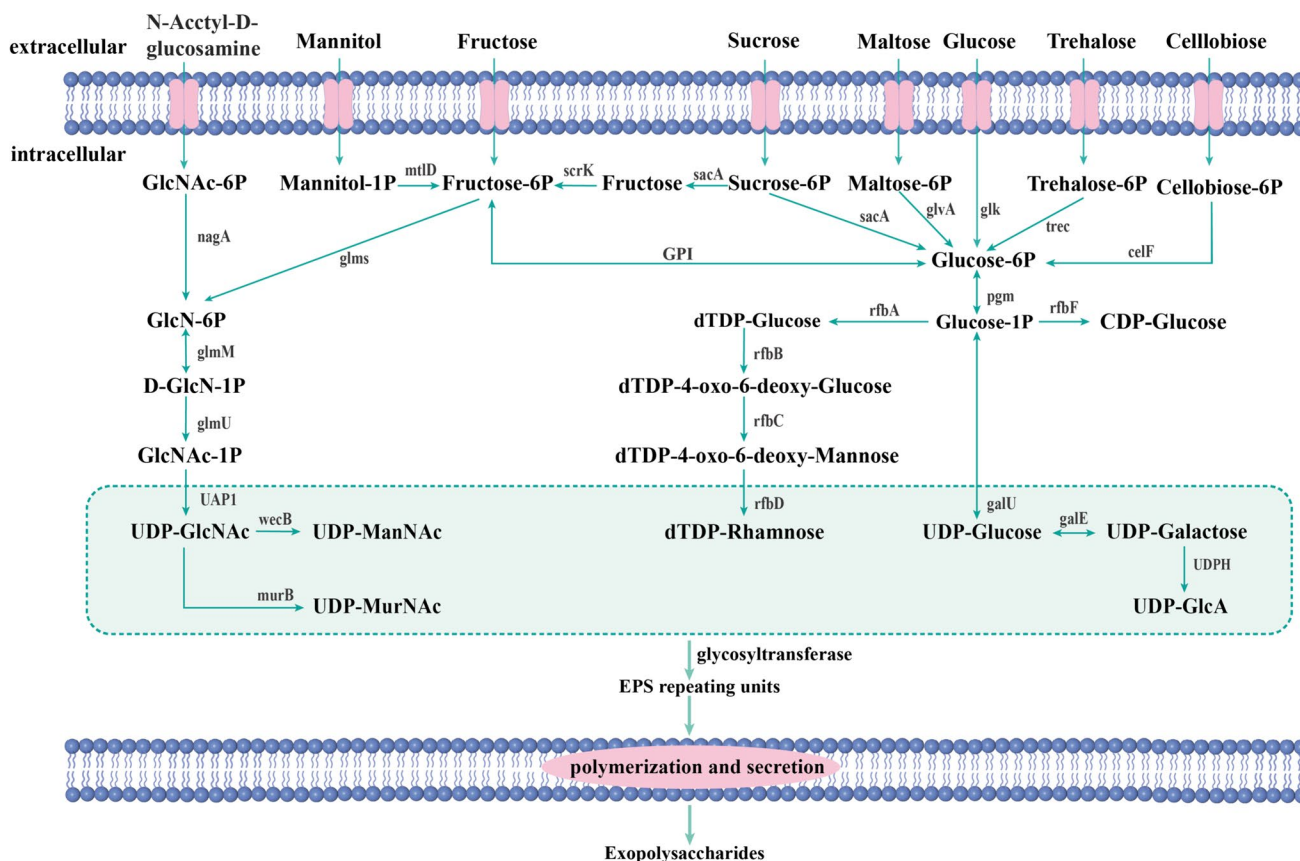 N-Acctyl-D-
glucosamine
extracellular
Mannitol
Fructose
Sucrose
Maltose
Glucose
Trehalose
Celllobiose
intracellular
GlcNAc-6P
Mannitol-1P
mtlD
Fructose-6P
scrK
Fructose
sacA
Sucrose-6P
Maltose-6P
Trehalose-6P
Cellobiose-6P
nagA
glms
GPI
sacA
glvA
glk
trec
celF
Glucose-6P
pgm
GlcN-6P
dTDP-Glucose
rfbA
Glucose-1P
rfbF
CDP-Glucose
glmM
rfbB
D-GlcN-1P
dTDP-4-oxo-6-deoxy-Glucose
glmU
rfbC
GlcNAc-1P
dTDP-4-oxo-6-deoxy-Mannose
UAP1
rfbD
galU
UDP-GlcNAc
wecB
UDP-ManNAc
dTDP-Rhamnose
UDP-Glucose
galE
UDP-Galactose
UDPH
murB
UDP-MurNAc
UDP-GlcA
glycosyltransferase
EPS repeating units
polymerization and secretion
Exopolysaccharides